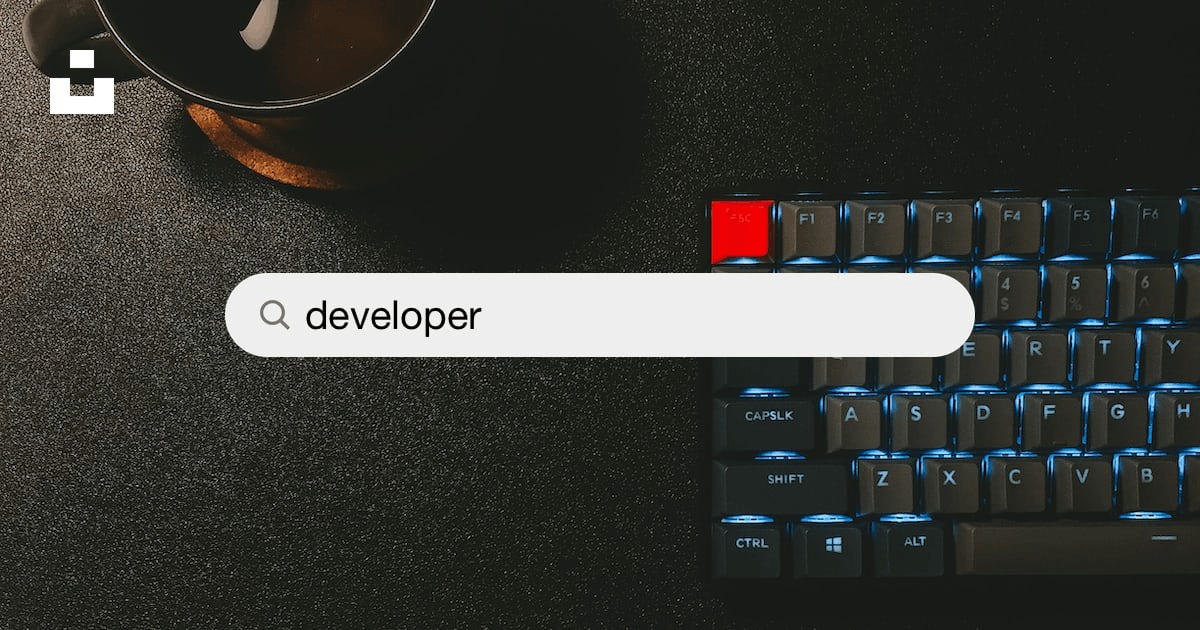 ESC F1 F2 F3 F4 F5 F6
developer
4 5 6
$ % ^
E R T Y
CAPSLK A S D F G H
SHIFT Z X C V B
CTRL ALT